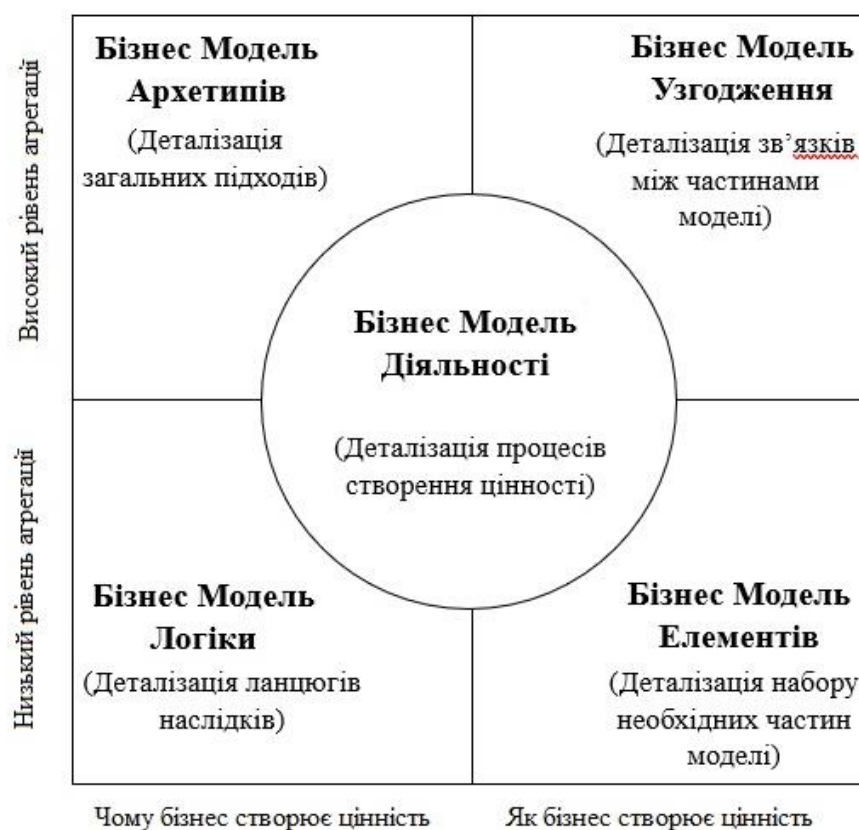 Високий рівень агрегації
Бізнес Модель
Архетипів
(Деталізація
загальних підходів)
Бізнес Модель
Узгодження
(Деталізація зв’язків
між частинами
моделі)
Бізнес Модель
Діяльності
(Деталізація процесів
створення цінності)
Низький рівень агрегації
Бізнес Модель
Логіки
(Деталізація ланцюгів
наслідків)
Бізнес Модель
Елементів
(Деталізація набору
необхідних частин
моделі)
Чому бізнес створює цінність
Як бізнес створює цінність